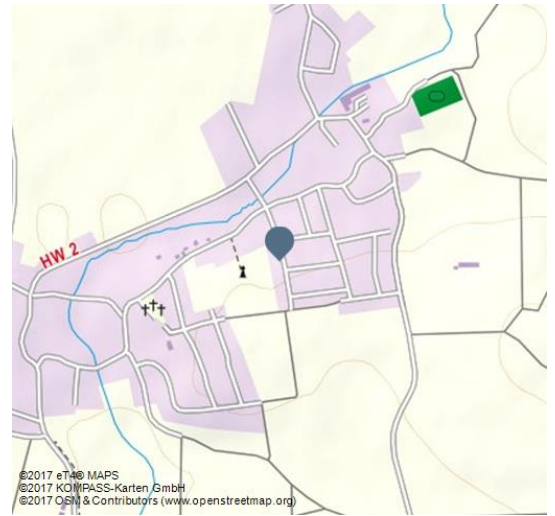 HW 2
©2017 eT4® MAPS
©2017 KOMPASS-Karten GmbH
©2017 OSM & Contributors (www.openstreetmap.org)